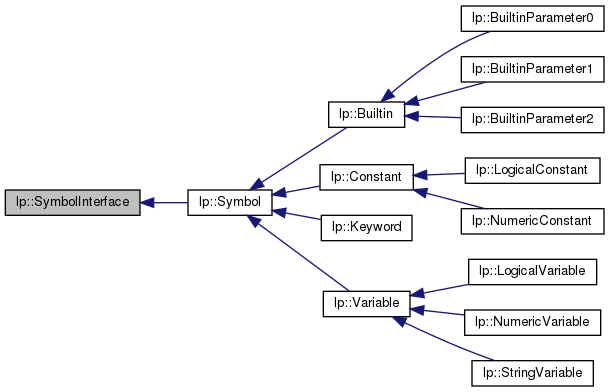 lp::SymbolInterface
lp::Symbol
lp::Builtin
lp::BuiltinParameter0
lp::BuiltinParameter1
lp::BuiltinParameter2
lp::Constant
lp::LogicalConstant
lp::NumericConstant
lp::Keyword
lp::Variable
lp::LogicalVariable
lp::NumericVariable
lp::StringVariable